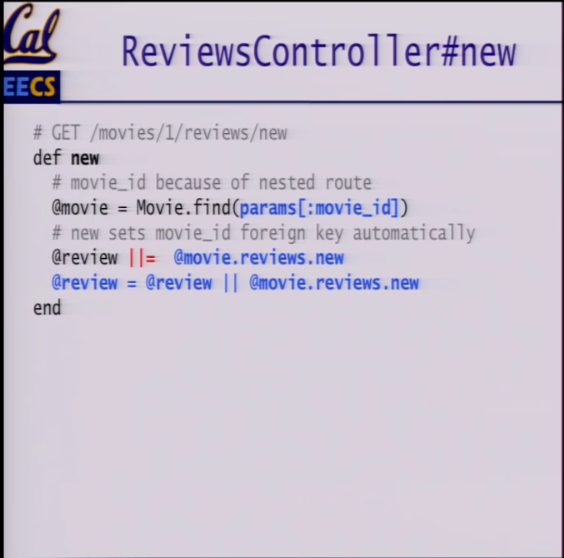 Cal
EECS
ReviewsController#new
# GET /movies/1/reviews/new
def new
# movie_id because of nested route
@movie = Movie.find(params[:movie_id])
# new sets movie_id foreign key automatically
@review ||= @movie.reviews.new
@review = @review || @movie.reviews.new
end